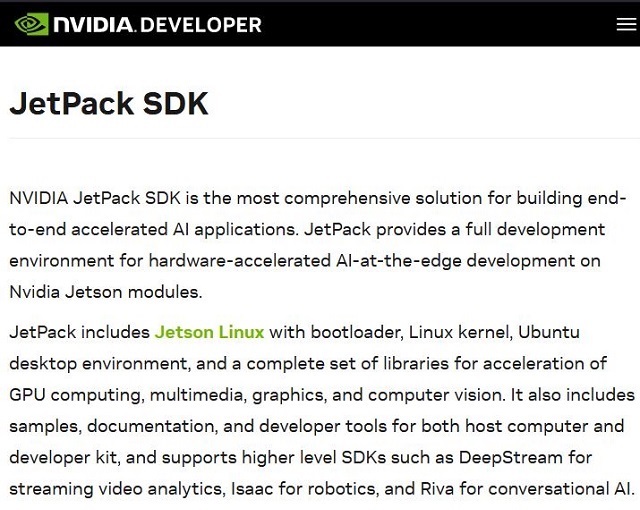 NVIDIA. DEVELOPER
JetPack SDK
NVIDIA JetPack SDK is the most comprehensive solution for building end-
to-end accelerated AI applications. JetPack provides a full development
environment for hardware-accelerated AI-at-the-edge development on
Nvidia Jetson modules.
JetPack includes Jetson Linux with bootloader, Linux kernel, Ubuntu
desktop environment, and a complete set of libraries for acceleration of
GPU computing, multimedia, graphics, and computer vision. It also includes
samples, documentation, and developer tools for both host computer and
developer kit, and supports higher level SDKs such as DeepStream for
streaming video analytics, Isaac for robotics, and Riva for conversational AI.